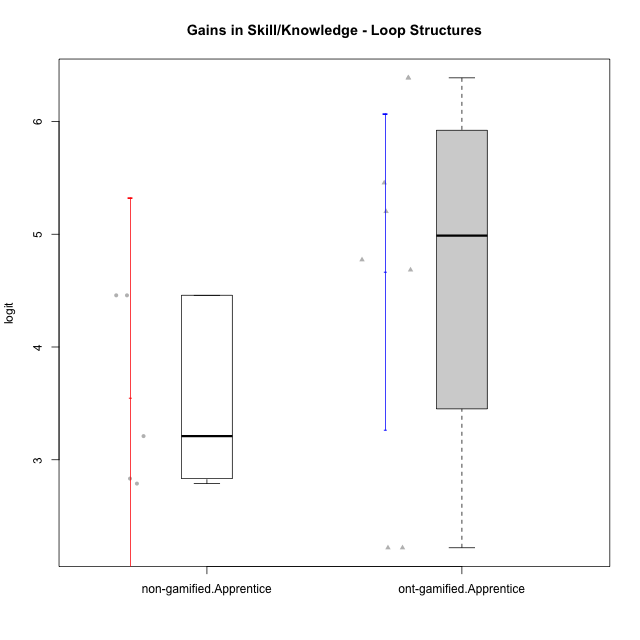 Gains in Skill/Knowledge - Loop Structures
logit
6
5
4
3
non-gamified.Apprentice
ont-gamified.Apprentice